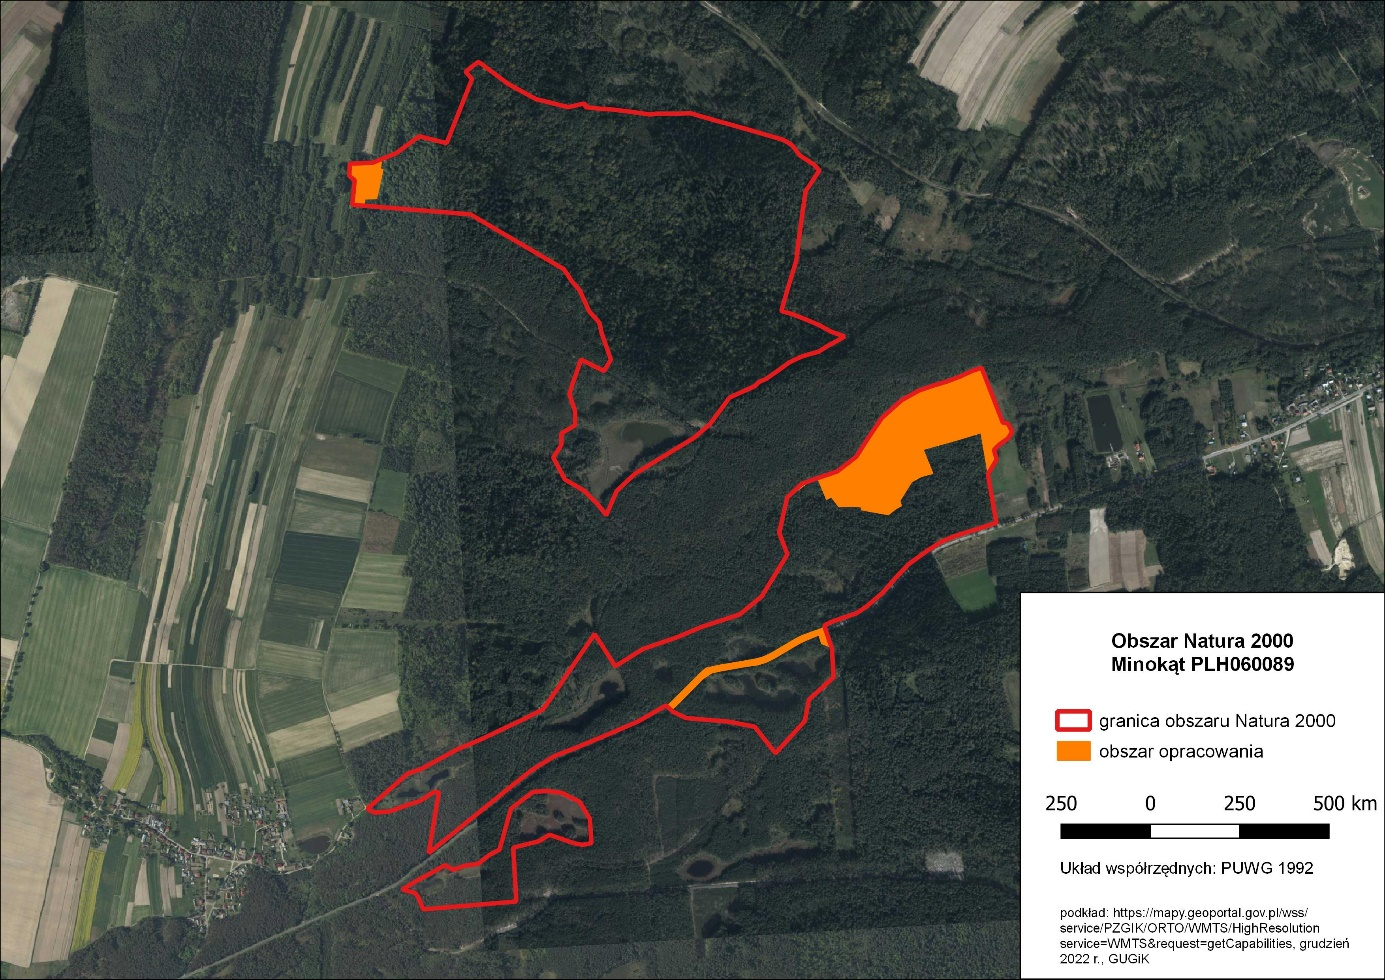 Obszar Natura 2000
Minokąt PLH060089
granica obszaru Natura 2000
obszar opracowania
250 0 250 500 km
Układ współrzędnych: PUWG 1992
podkład: https://mapy.geoportal.gov.pl/wss/
service/PZGIK/ORTO/WMTS/HighResolution
service=WMTS&request=getCapabilities, grudzień
2022 r., GUGiK